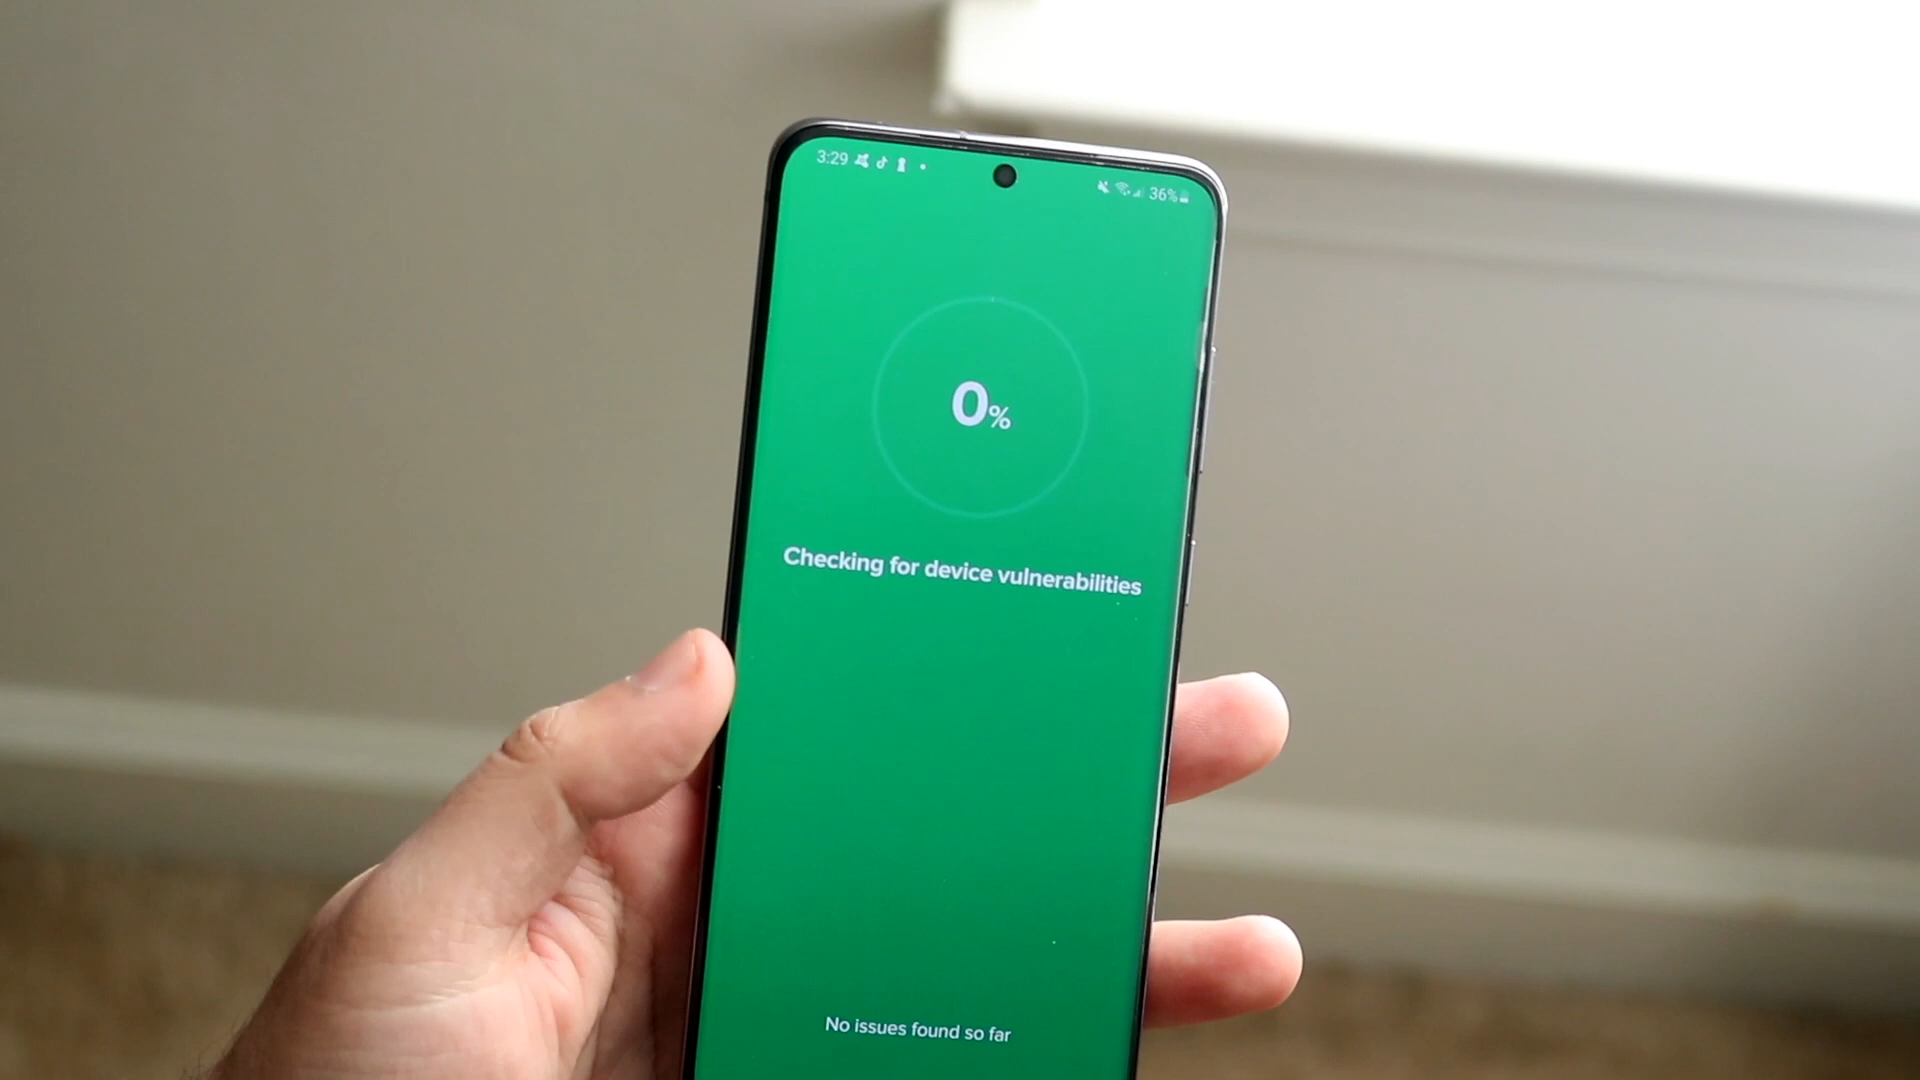 3:29
36%
0%
Checking for device vulnerabilities
No issues found so far